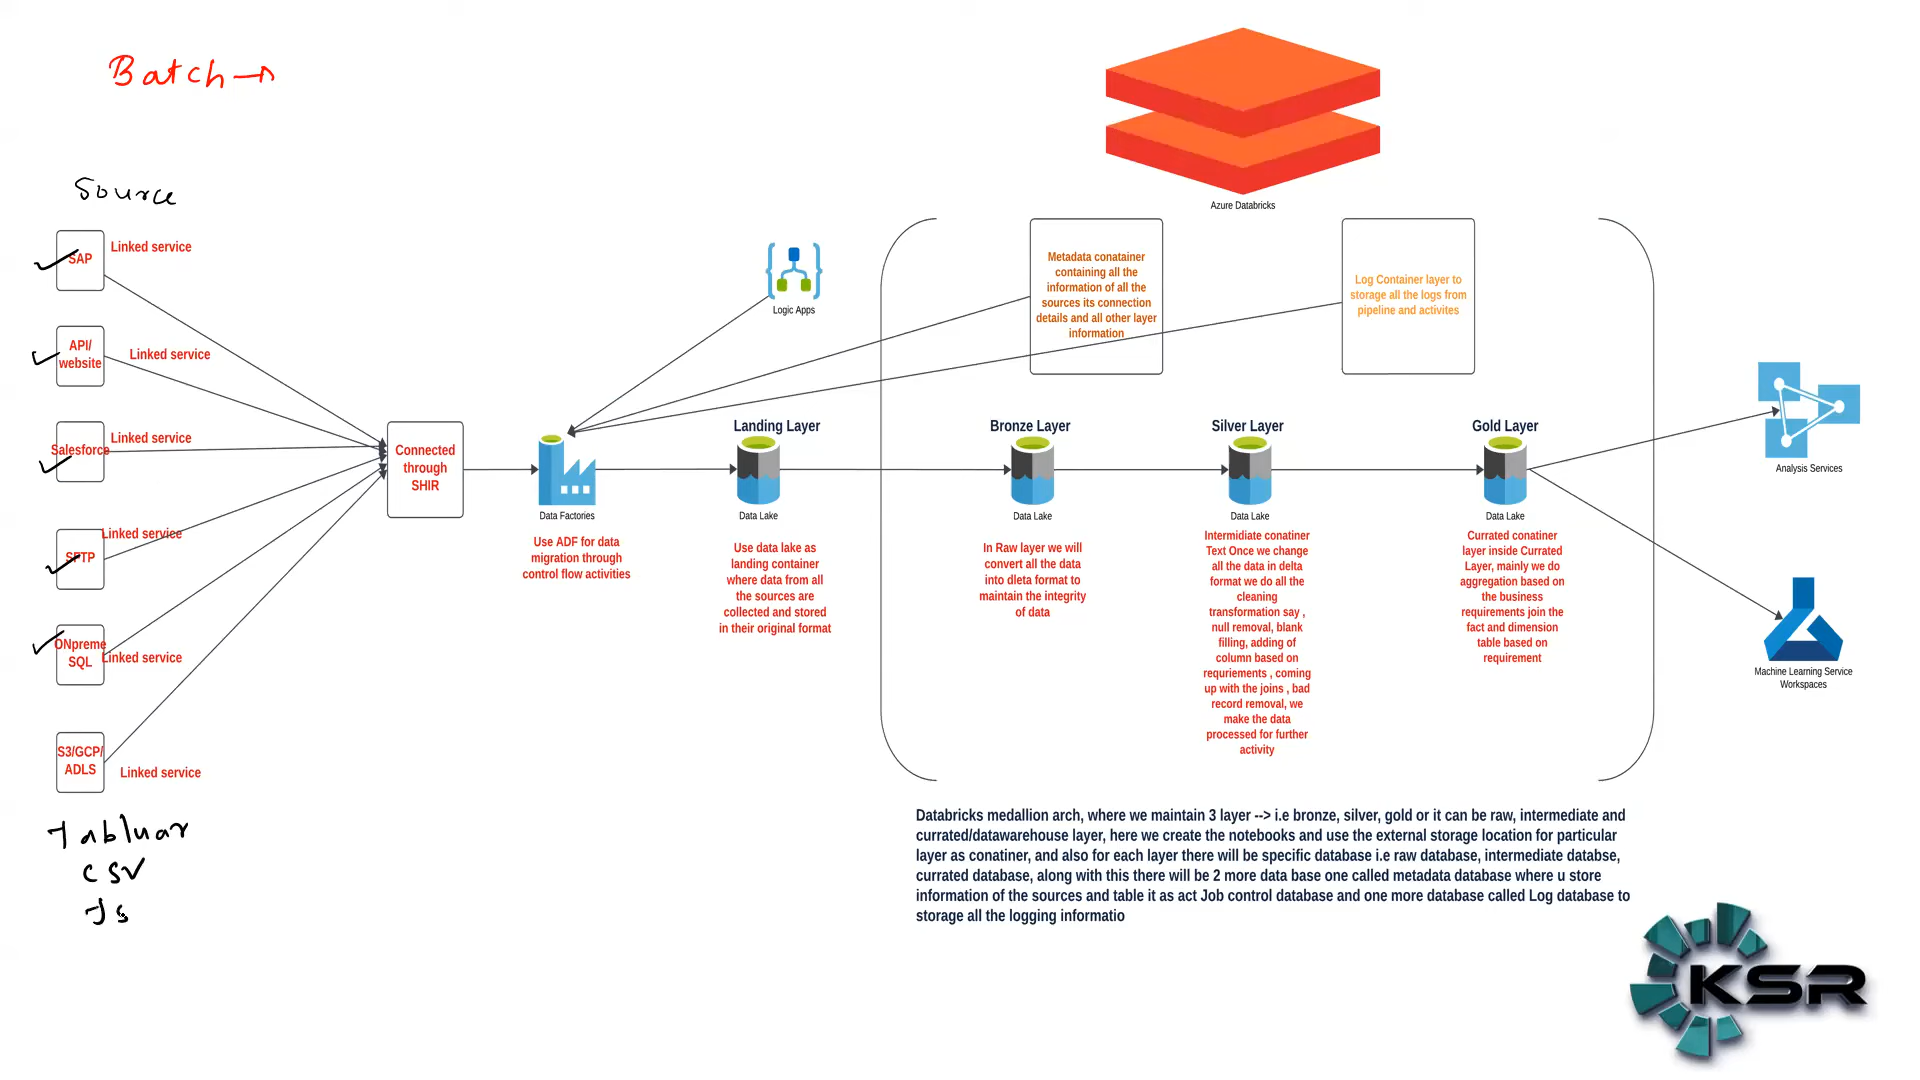 Batch →
Source
SAP
Linked service
API/
website
Linked service
Salesforce
Linked service
SFTP
Linked service
ONpreme
SQL
Linked service
S3/GCP/
ADLS
Linked service
Tabluar
CSV
Js
Connected
through
SHIR
Data Factories
Use ADF for data
migration through
control flow activities
Logic Apps
Landing Layer
Data Lake
Use data lake as
landing container
where data from all
the sources are
collected and stored
in their original format
Azure Databricks
Metadata conatainer
containing all the
information of all the
sources its connection
details and all other layer
information
Log Container layer to
storage all the logs from
pipeline and activites
Bronze Layer
Data Lake
In Raw layer we will
convert all the data
into dleta format to
maintain the integrity
of data
Silver Layer
Data Lake
Intermidiate conatiner
Text Once we change
all the data in delta
format we do all the
cleaning
transformation say ,
null removal, blank
filling, adding of
column based on
requriements , coming
up with the joins , bad
record removal, we
make the data
processed for further
activity
Gold Layer
Data Lake
Currated conatiner
layer inside Currated
Layer, mainly we do
aggregation based on
the business
requirements join the
fact and dimension
table based on
requirement
Analysis Services
Machine Learning Service
Workspaces
Databricks medallion arch, where we maintain 3 layer --> i.e bronze, silver, gold or it can be raw, intermediate and
currated/datawarehouse layer, here we create the notebooks and use the external storage location for particular
layer as conatiner, and also for each layer there will be specific database i.e raw database, intermediate databse,
currated database, along with this there will be 2 more data base one called metadata database where u store
information of the sources and table it as act Job control database and one more database called Log database to
storage all the logging informatio
KSR